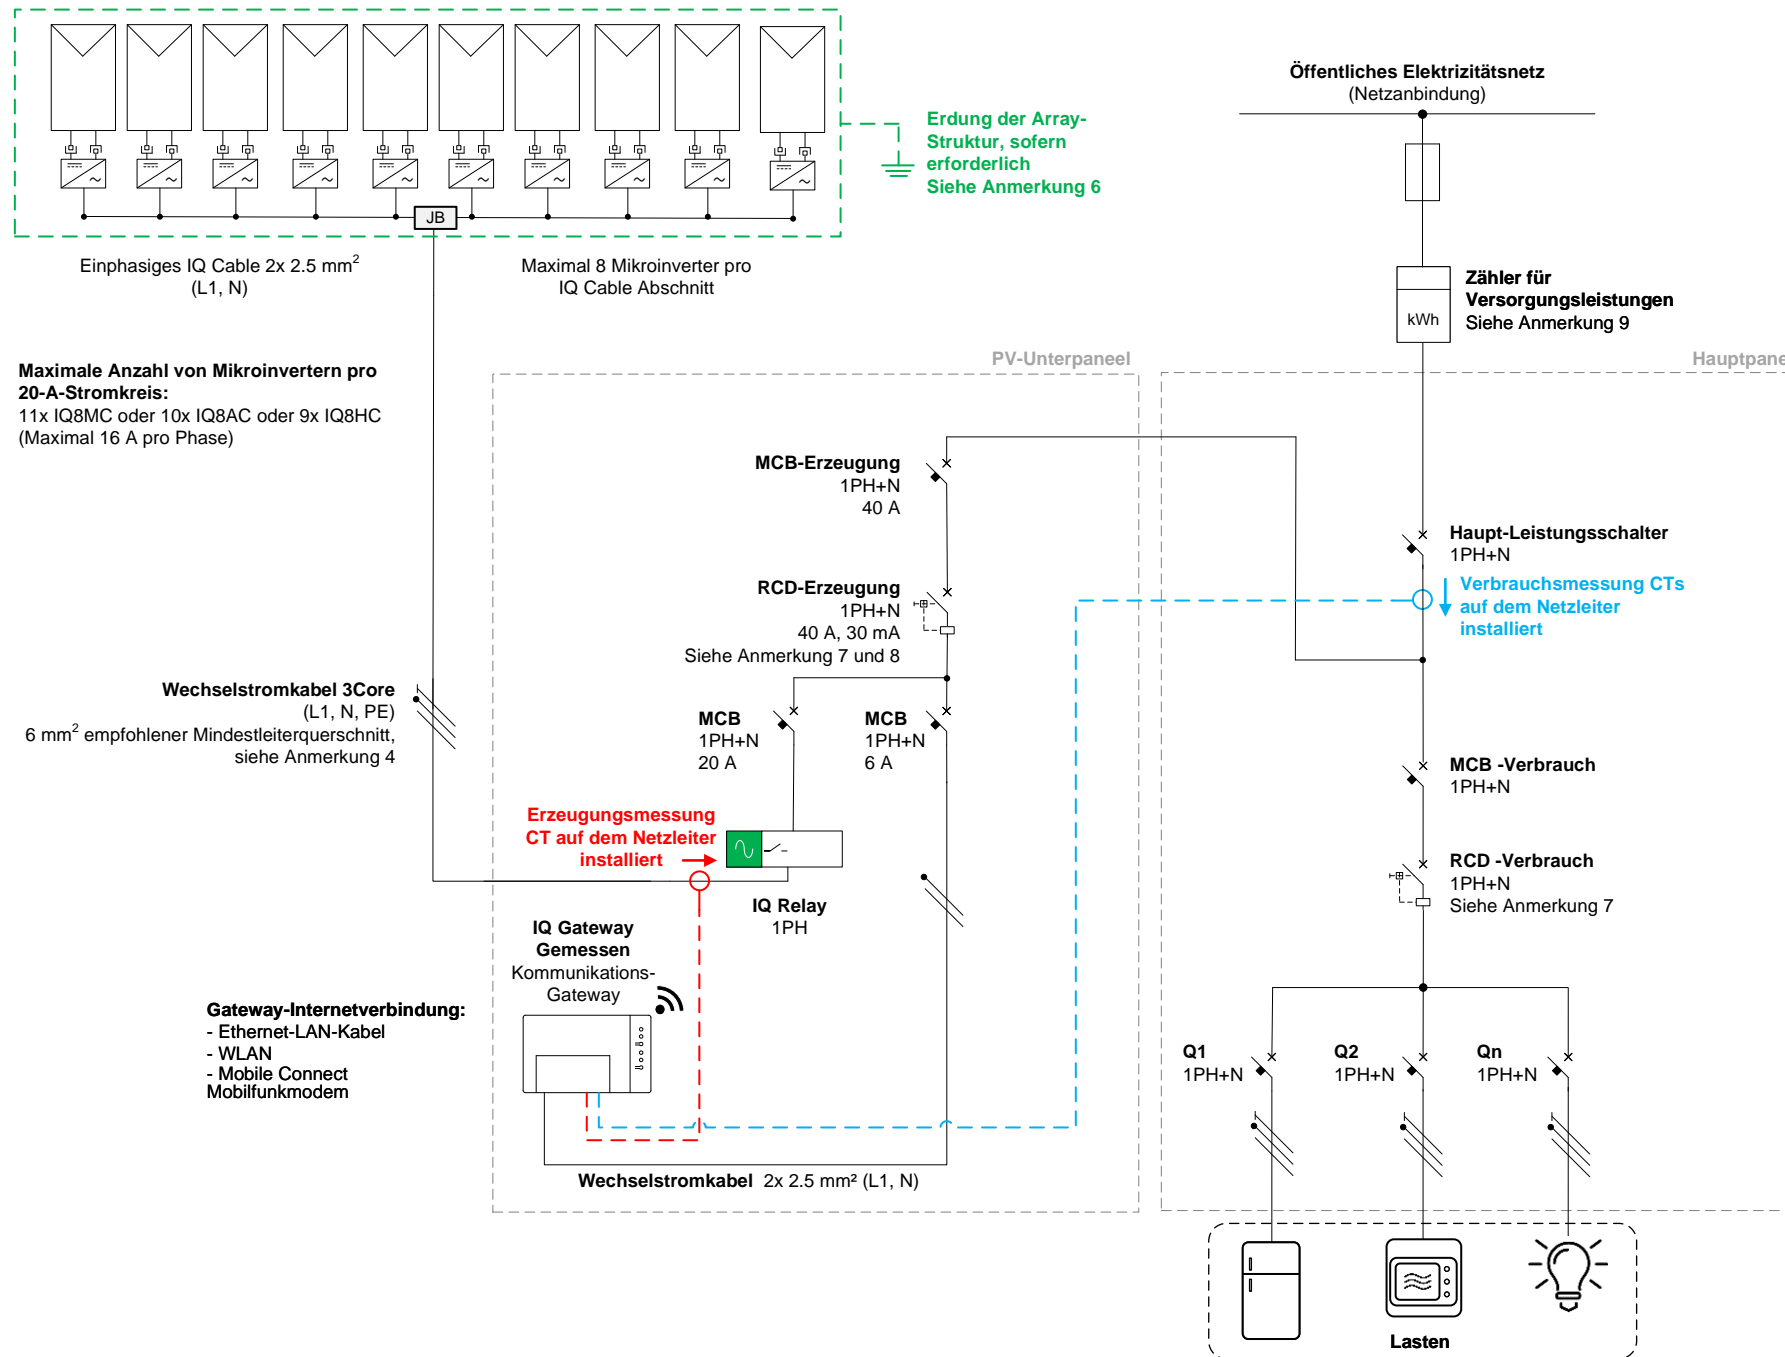 Öffentliches Elektrizitätsnetz
(Netzanbindung)
Erdung der Array-
Struktur, sofern
erforderlich
Siehe Anmerkung 6
JB
Einphasiges IQ Cable 2x 2.5 mm²
(L1, N)
Maximal 8 Mikroinverter pro
IQ Cable Abschnitt
kWh
Zähler für
Versorgungsleistungen
Siehe Anmerkung 9
Maximale Anzahl von Mikroinvertern pro
20-A-Stromkreis:
11x IQ8MC oder 10x IQ8AC oder 9x IQ8HC
(Maximal 16 A pro Phase)
PV-Unterpaneel
Hauptpane
MCB-Erzeugung
1PH+N
40 A
Haupt-Leistungsschalter
1PH+N
RCD-Erzeugung
1PH+N
40 A, 30 mA
Siehe Anmerkung 7 und 8
Verbrauchsmessung CTs
auf dem Netzleiter
installiert
Wechselstromkabel 3Core
(L1, N, PE)
6 mm² empfohlener Mindestleiterquerschnitt,
siehe Anmerkung 4
MCB
1PH+N
20 A
MCB
1PH+N
6 A
MCB -Verbrauch
1PH+N
Erzeugungsmessung
CT auf dem Netzleiter
installiert
RCD -Verbrauch
1PH+N
Siehe Anmerkung 7
IQ Relay
1PH
IQ Gateway
Gemessen
Kommunikations-
Gateway
Gateway-Internetverbindung:
- Ethernet-LAN-Kabel
- WLAN
- Mobile Connect
Mobilfunkmodem
Q1
1PH+N
Q2
1PH+N
Qn
1PH+N
Wechselstromkabel 2x 2.5 mm² (L1, N)
Lasten